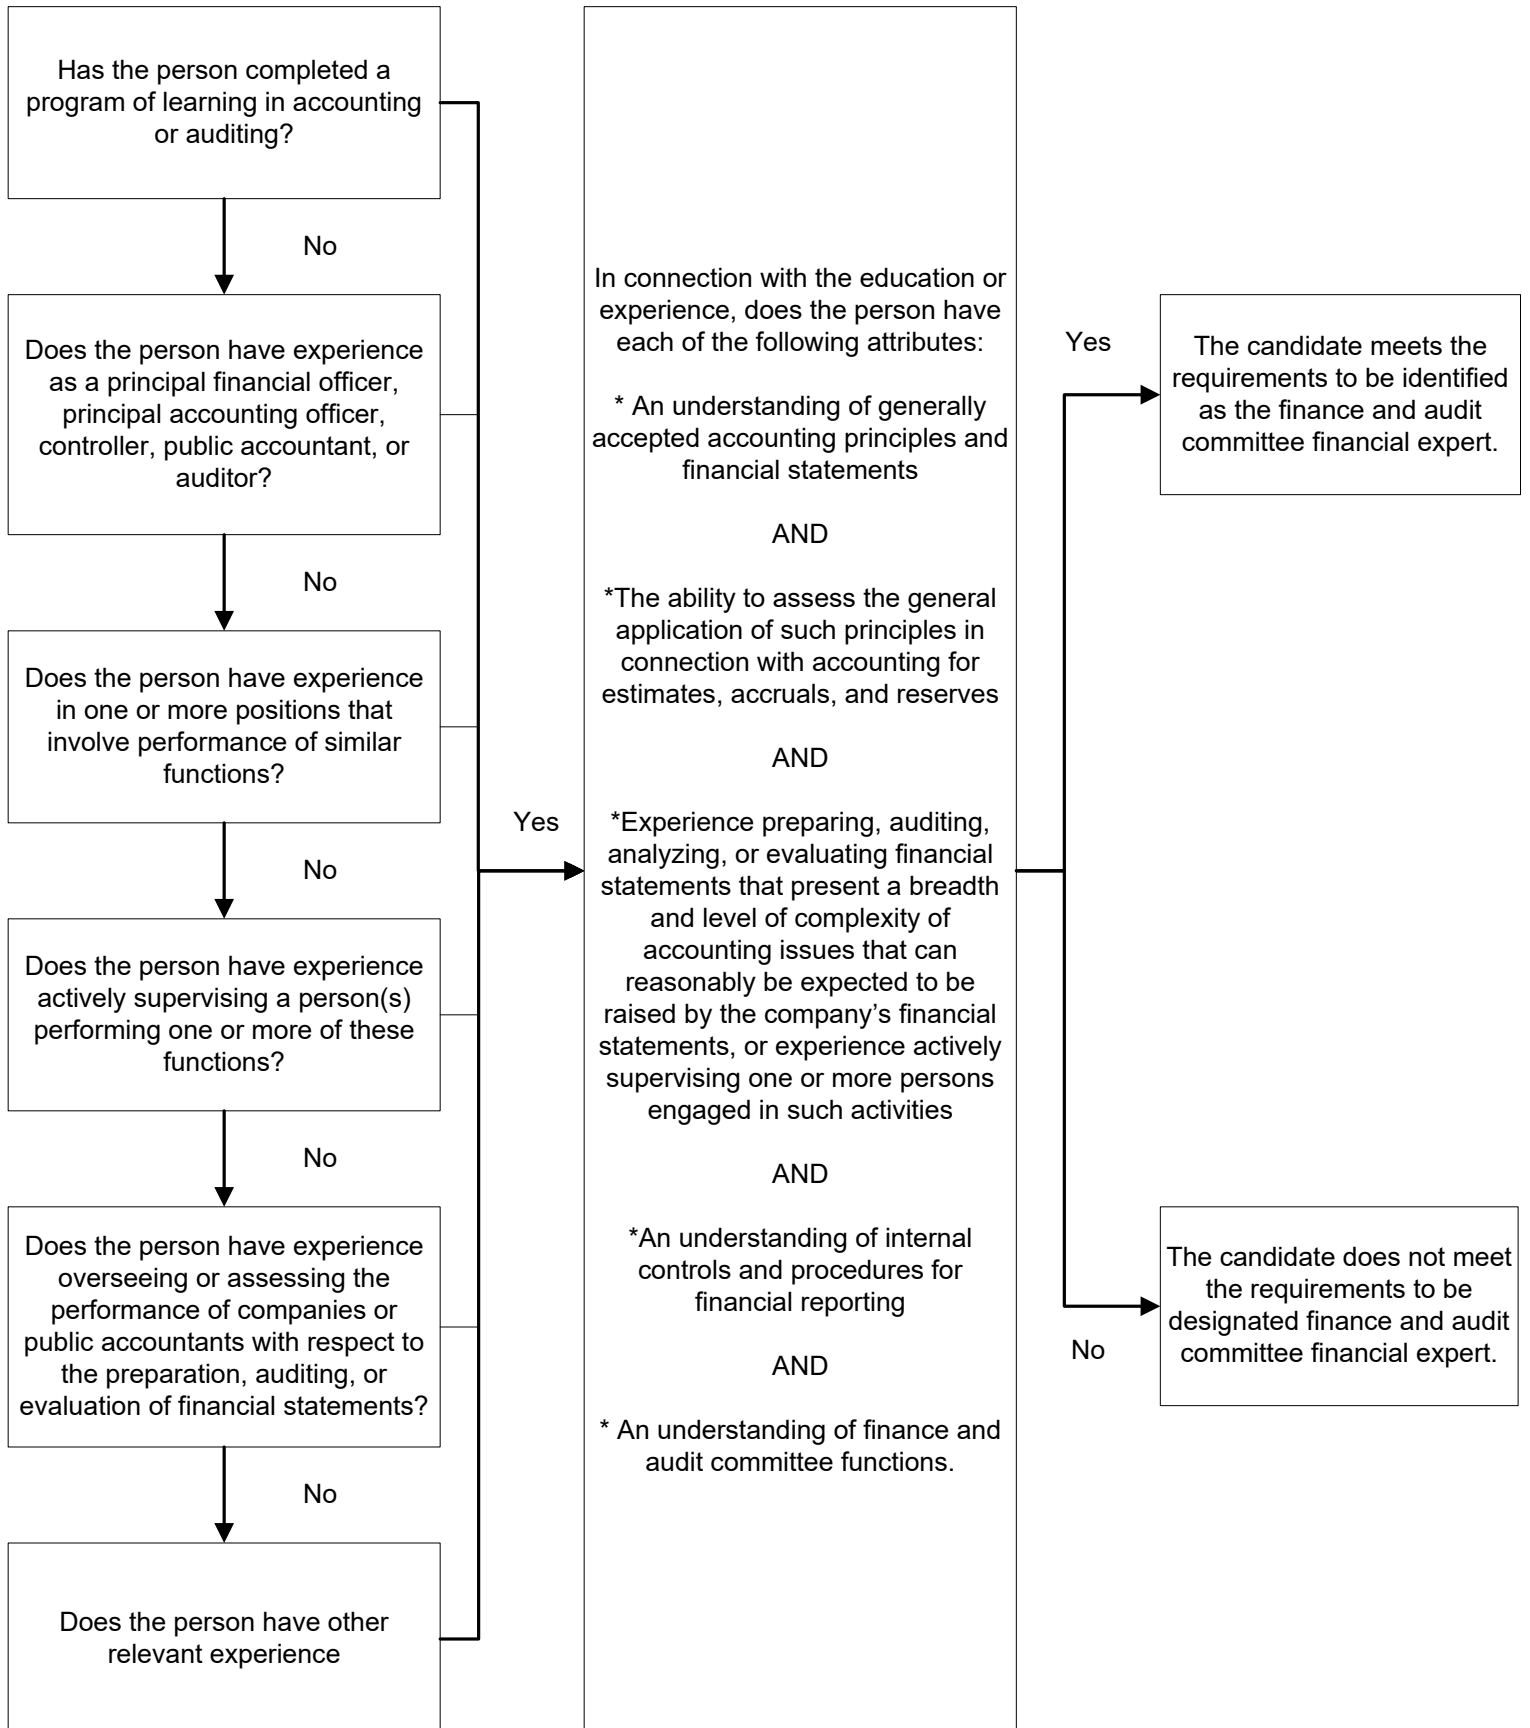 Has the person completed a
program of learning in accounting
or auditing?
No
Does the person have experience
as a principal financial officer,
principal accounting officer,
controller, public accountant, or
auditor?
No
Does the person have experience
in one or more positions that
involve performance of similar
functions?
No
Does the person have experience
actively supervising a person(s)
performing one or more of these
functions?
No
Does the person have experience
overseeing or assessing the
performance of companies or
public accountants with respect to
the preparation, auditing, or
evaluation of financial statements?
No
Does the person have other
relevant experience
Yes
In connection with the education or
experience, does the person have
each of the following attributes:
* An understanding of generally
accepted accounting principles and
financial statements
AND
*The ability to assess the general
application of such principles in
connection with accounting for
estimates, accruals, and reserves
AND
*Experience preparing, auditing,
analyzing, or evaluating financial
statements that present a breadth
and level of complexity of
accounting issues that can
reasonably be expected to be
raised by the company’s financial
statements, or experience actively
supervising one or more persons
engaged in such activities
AND
*An understanding of internal
controls and procedures for
financial reporting
AND
* An understanding of finance and
audit committee functions.
Yes
The candidate meets the
requirements to be identified
as the finance and audit
committee financial expert.
No
The candidate does not meet
the requirements to be
designated finance and audit
committee financial expert.